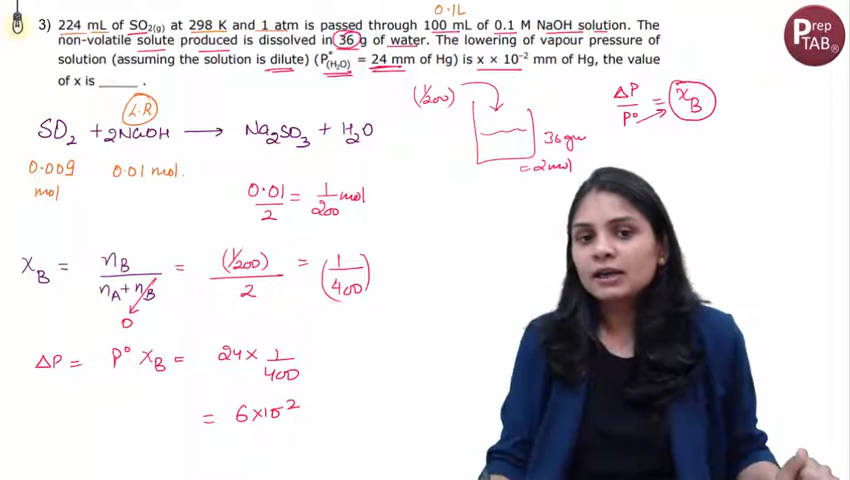 0.1L
Prep
TAB®
3) 224 mL of SO2(g) at 298 K and 1 atm is passed through 100 mL of 0.1 M NaOH solution. The
non-volatile solute produced is dissolved in 36 g of water. The lowering of vapour pressure of
solution (assuming the solution is dilute) (P*(H2O) = 24 mm of Hg) is x × 10⁻² mm of Hg, the value
of x is ______ .
(1/200)
ΔP/P° = xB
L.R
SO2 + 2NaOH → Na2SO3 + H2O
36gm
= 2mol
0.009 mol
0.01 mol.
0.01/2 = 1/200 mol
xB = nB/(nA + nB) = (1/200)/2 = (1/400)
0
ΔP = P° xB = 24 × 1/400
= 6×10⁻²